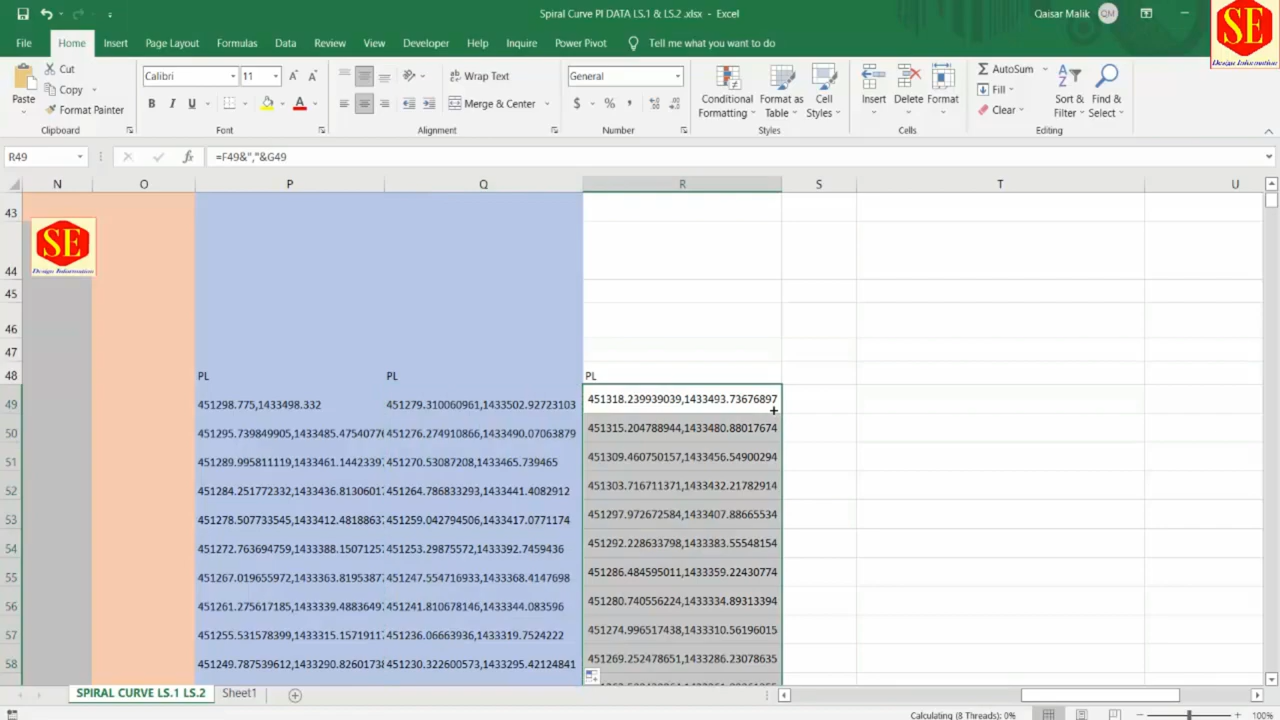 Spiral Curve PI DATA LS.1 & LS.2 .xlsx - Excel
Qaisar Malik
QM
SE
Design Information
File Home Insert Page Layout Formulas Data Review View Developer Help Inquire Power Pivot Tell me what you want to do
Paste
Cut
Copy
Format Painter
Clipboard
Calibri 11
B I U
Font
Wrap Text
Merge & Center
Alignment
General
$ % ,
Number
Conditional Formatting
Format as Table
Cell Styles
Styles
Insert Delete Format
Cells
AutoSum
Fill
Clear
Sort & Filter
Find & Select
Editing
R49 fx =F49&","&G49
N O P Q R S T U
43
44 SE
Design Information
45
46
47
48 PL PL PL
49 451298.775,1433498.332 451279.310060961,1433502.92723103 451318.239939039,1433493.73676897
50 451295.739849905,1433485.4754077 451276.274910866,1433490.07063879 451315.204788944,1433480.88017674
51 451289.995811119,1433461.1442339 451270.53087208,1433465.739465 451309.460750157,1433456.54900294
52 451284.251772332,1433436.8130601 451264.786833293,1433441.4082912 451303.716711371,1433432.21782914
53 451278.507733545,1433412.4818863 451259.042794506,1433417.0771174 451297.972672584,1433407.88665534
54 451272.763694759,1433388.1507125 451253.29875572,1433392.7459436 451292.228633798,1433383.55548154
55 451267.019655972,1433363.8195387 451247.554716933,1433368.4147698 451286.484595011,1433359.22430774
56 451261.275617185,1433339.4883649 451241.810678146,1433344.083596 451280.740556224,1433334.89313394
57 451255.531578399,1433315.1571911 451236.06663936,1433319.7524222 451274.996517438,1433310.56196015
58 451249.787539612,1433290.8260173 451230.322600573,1433295.42124841 451269.252478651,1433286.23078635
SPIRAL CURVE LS.1 LS.2 Sheet1
Calculating (8 Threads): 0% 100%